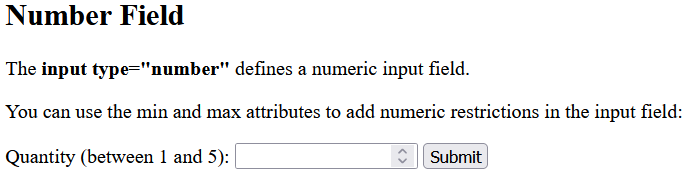 Number Field
The input type="number" defines a numeric input field.
You can use the min and max attributes to add numeric restrictions in the input field:
Quantity (between 1 and 5): Submit